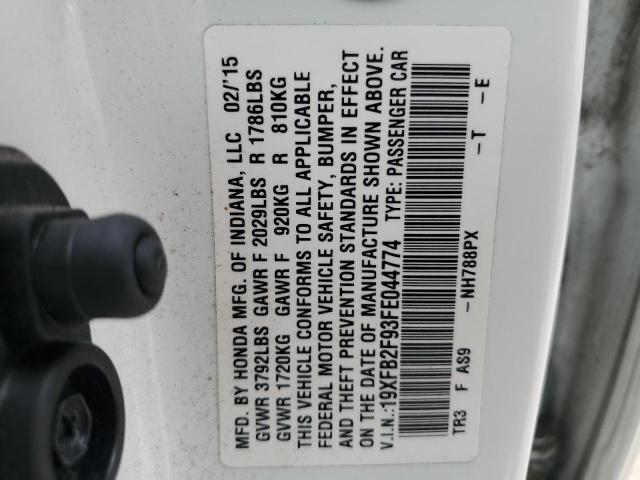 MFD. BY HONDA MFG. OF INDIANA, LLC 02/'15
GVWR 3792LBS GAWR F 2029LBS R 1786LBS
GVWR 1720KG GAWR F 920KG R 810KG
THIS VEHICLE CONFORMS TO ALL APPLICABLE
FEDERAL MOTOR VEHICLE SAFETY, BUMPER,
AND THEFT PREVENTION STANDARDS IN EFFECT
ON THE DATE OF MANUFACTURE SHOWN ABOVE.
V.I.N.:19XFB2F93FE044774 TYPE: PASSENGER CAR
TR3 F AS9 -NH788PX -T -E